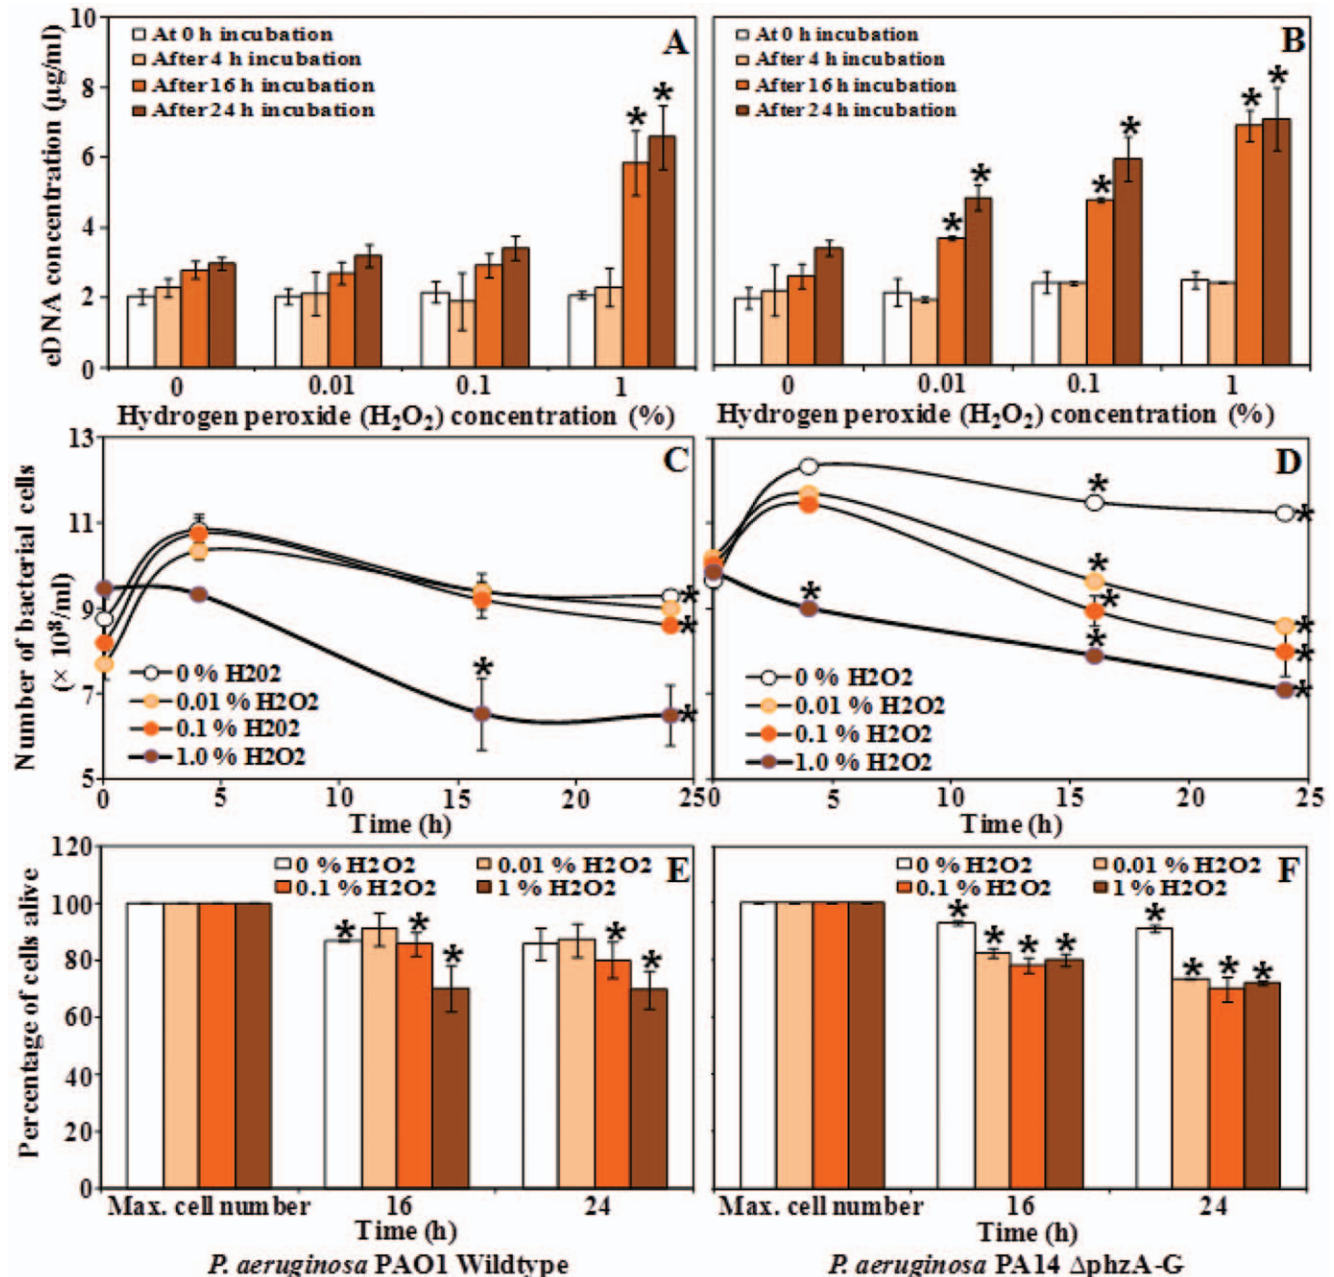 10
8
6
4
2
0
eDNA concentration (µg/ml)
At 0 h incubation
After 4 h incubation
After 16 h incubation
After 24 h incubation
A
* *
0 0.01 0.1 1
Hydrogen peroxide (H₂O₂) concentration (%)
At 0 h incubation
After 4 h incubation
After 16 h incubation
After 24 h incubation
B
* * * * * *
0 0.01 0.1 1
Hydrogen peroxide (H₂O₂) concentration (%)
13
11
9
7
5
Number of bacterial cells
(× 10⁸/ml)
C
* * * *
0 % H202
0.01 % H2O2
0.1 % H202
1.0 % H2O2
0 5 10 15 20 25
Time (h)
D
* * * * * * * * *
0 % H2O2
0.01 % H2O2
0.1 % H2O2
1.0 % H2O2
0 5 10 15 20 25
Time (h)
120
100
80
60
40
20
0
Percentage of cells alive
0 % H2O2 0.01 % H2O2
0.1 % H2O2 1 % H2O2
E
* * * * *
Max. cell number 16 24
Time (h)
P. aeruginosa PAO1 Wildtype
0 % H2O2 0.01 % H2O2
0.1 % H2O2 1 % H2O2
F
* * * * * * * *
Max. cell number 16 24
Time (h)
P. aeruginosa PA14 ΔphzA-G